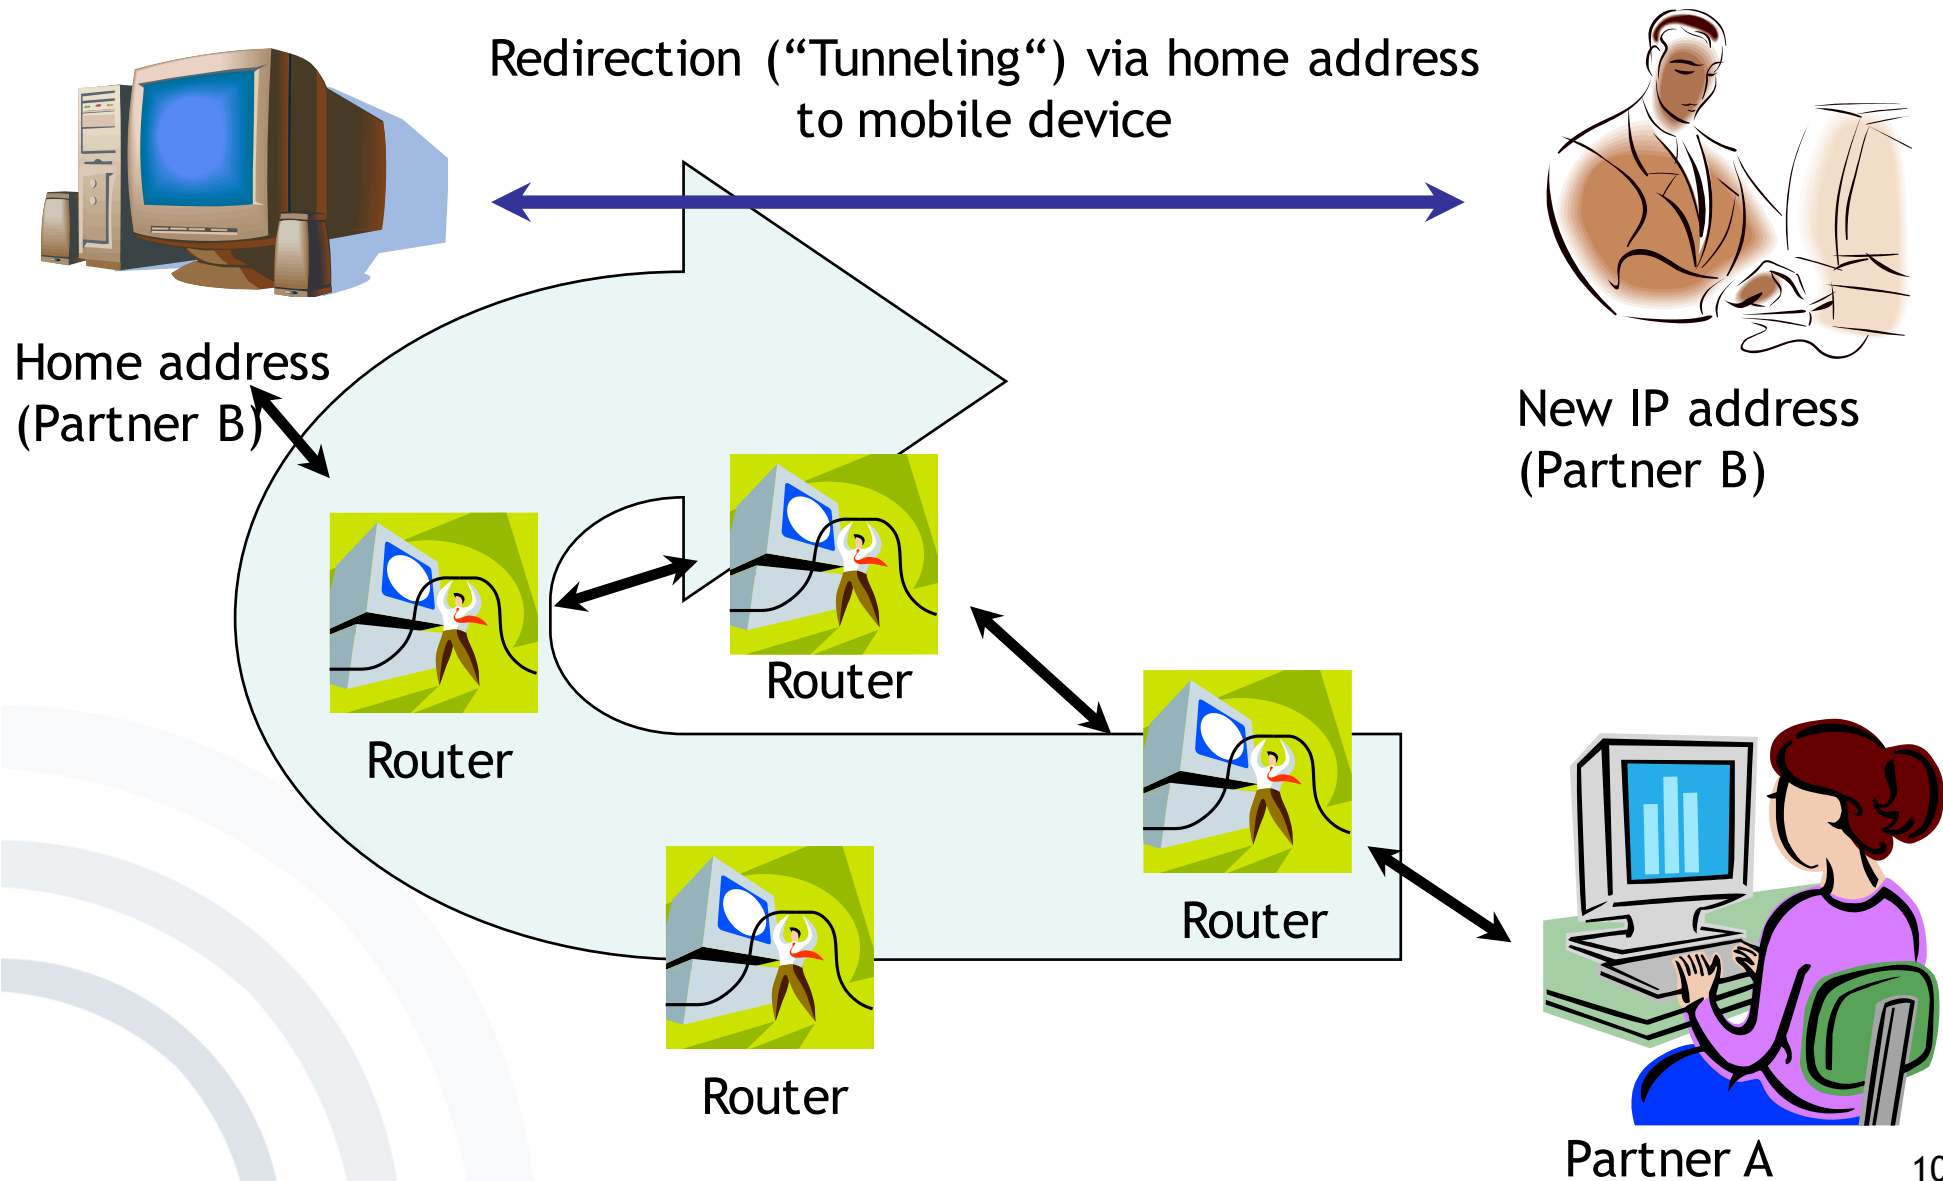 Redirection (“Tunneling“) via home address
to mobile device
Home address
(Partner B)
New IP address
(Partner B)
Router
Router
Router
Router
Partner A
10